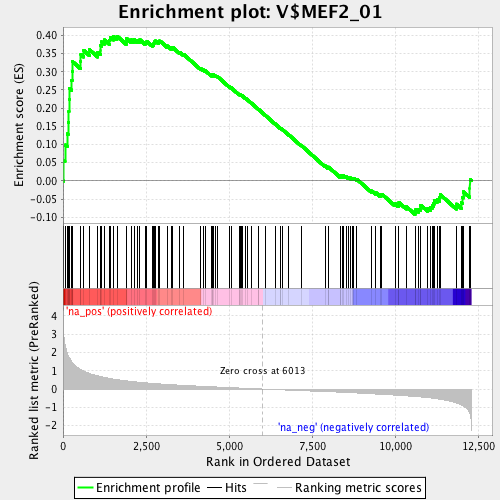 Enrichment plot: V$MEF2_01
Enrichment score (ES)
0.40
0.35
0.30
0.25
0.20
0.15
0.10
0.05
0.00
-0.05
-0.10
'na_pos' (positively correlated)
Ranked list metric (PreRanked)
4
3
2
1
0
-1
-2
Zero cross at 6013
'na_neg' (negatively correlated)
0
2,500
5,000
7,500
10,000
12,500
Rank in Ordered Dataset
Enrichment profile
Hits
Ranking metric scores